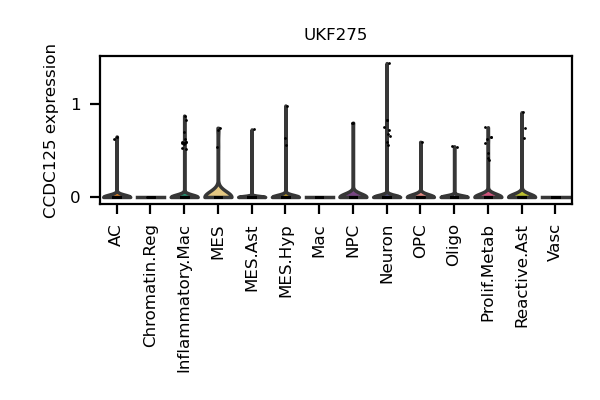 UKF275
CCDC125 expression
1
0
AC
Chromatin.Reg
Inflammatory.Mac
MES
MES.Ast
MES.Hyp
Mac
NPC
Neuron
OPC
Oligo
Prolif.Metab
Reactive.Ast
Vasc